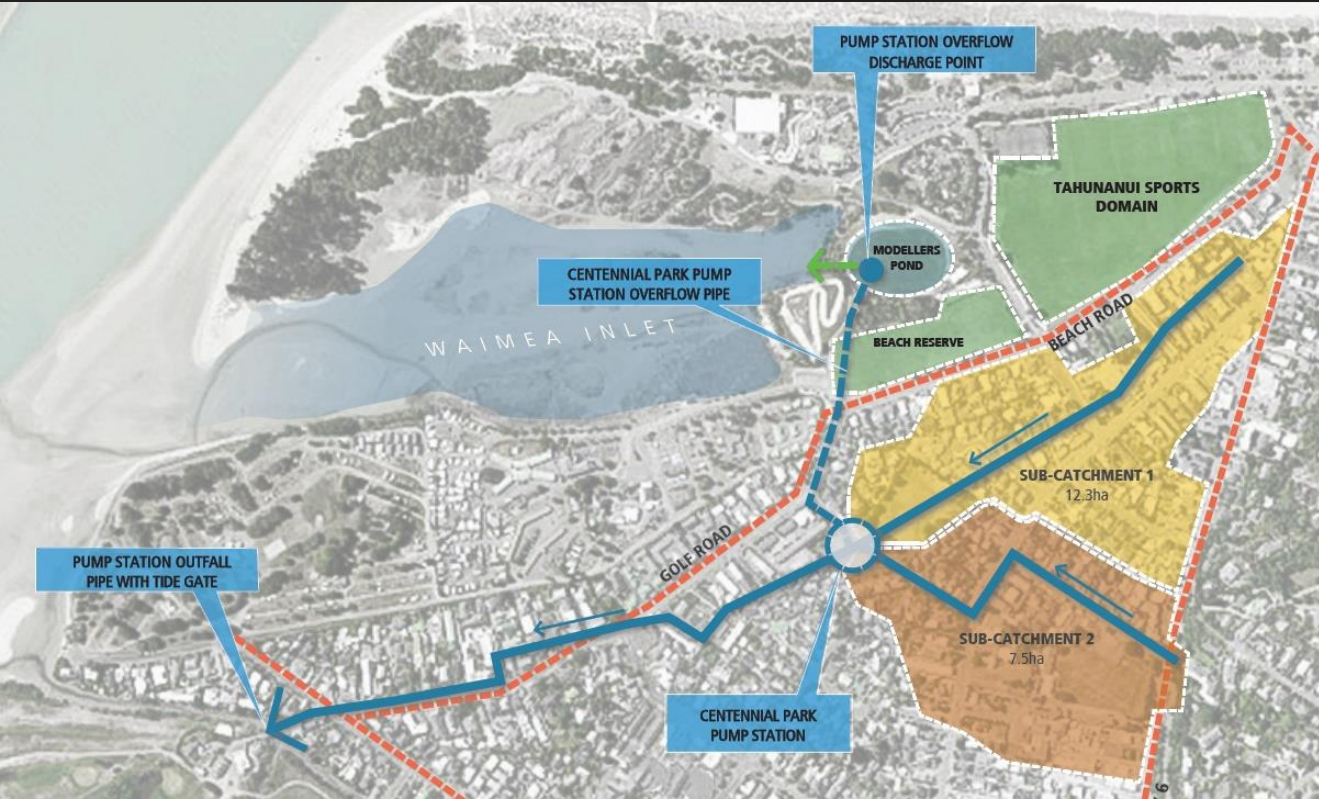 PUMP STATION OVERFLOW
DISCHARGE POINT
TAHUNANUI SPORTS
DOMAIN
MODELLERS
POND
CENTENNIAL PARK PUMP
STATION OVERFLOW PIPE
WAIMEA INLET
BEACH ROAD
BEACH RESERVE
SUB-CATCHMENT 1
12.3ha
GOLF ROAD
PUMP STATION OUTFALL
PIPE WITH TIDE GATE
SUB-CATCHMENT 2
7.5ha
CENTENNIAL PARK
PUMP STATION